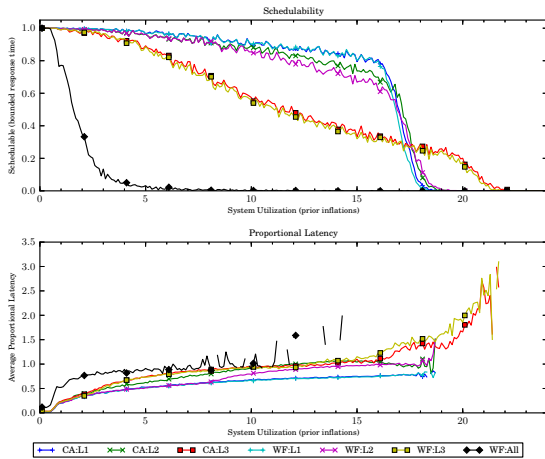 Schedulability
Schedulable (bounded response time)
1.0
0.8
0.6
0.4
0.2
0.0
0 5 10 15 20
System Utilization (prior inflations)
Proportional Latency
Average Proportional Latency
3.5
3.0
2.5
2.0
1.5
1.0
0.5
0.0
0 5 10 15 20
System Utilization (prior inflations)
CA:L1 CA:L2 CA:L3 WF:L1 WF:L2 WF:L3 WF:All